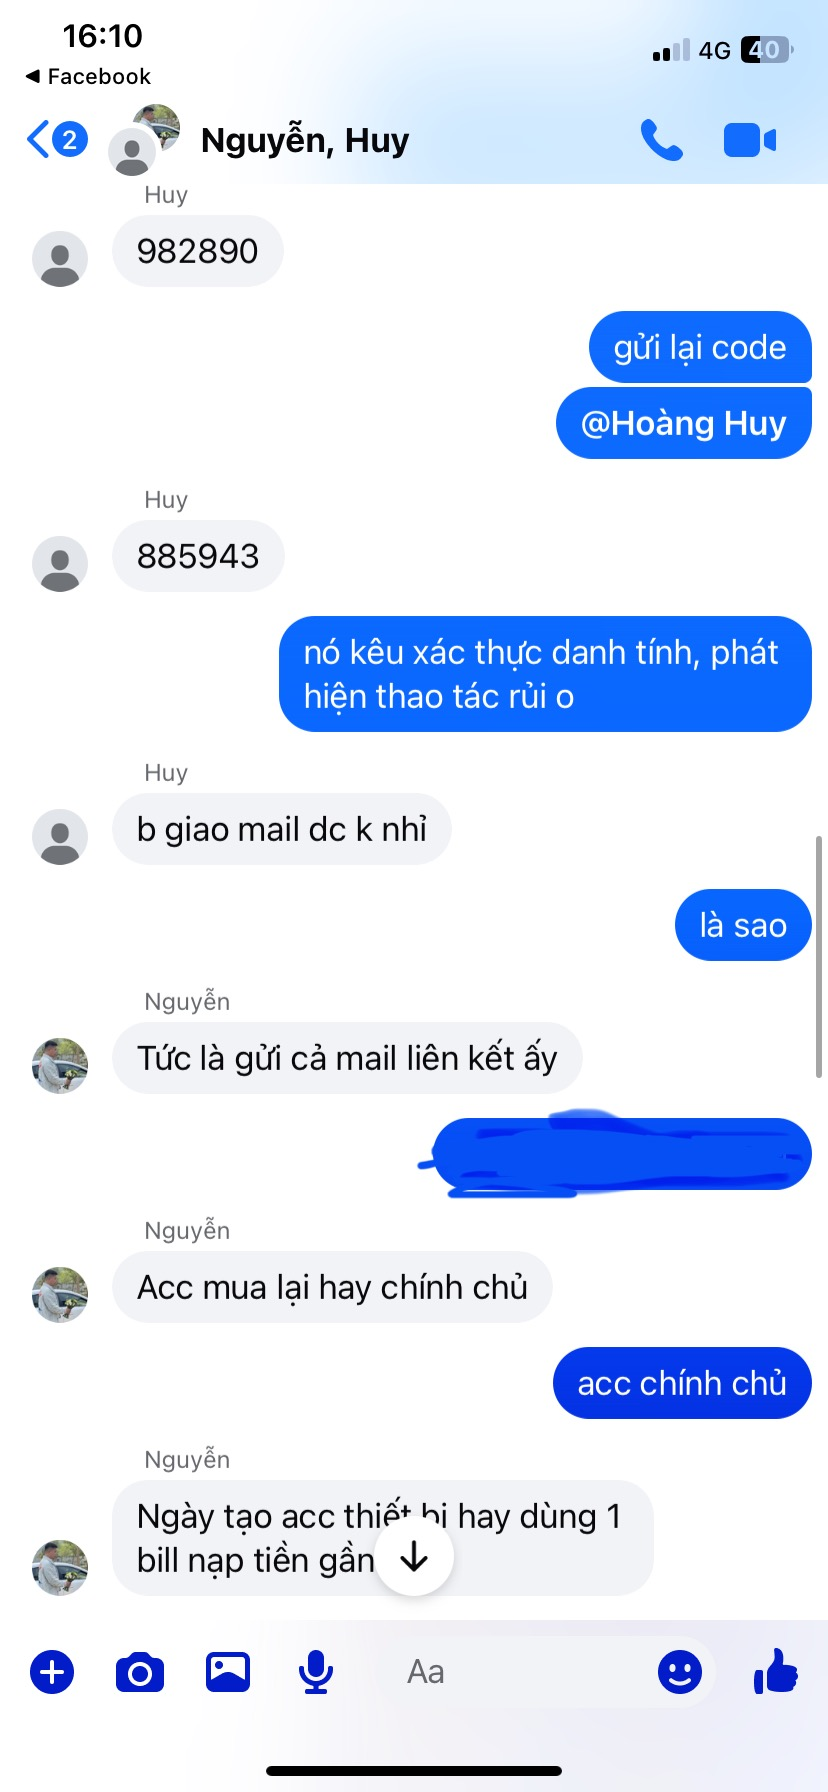 16:10
4G
40
Facebook
2
Nguyễn, Huy
Huy
982890
gửi lại code
@Hoàng Huy
Huy
885943
nó kêu xác thực danh tính, phát
hiện thao tác rủi o
Huy
b giao mail dc k nhỉ
là sao
Nguyễn
Tức là gửi cả mail liên kết ấy
Nguyễn
Acc mua lại hay chính chủ
acc chính chủ
Nguyễn
Ngày tạo acc thiết bị hay dùng 1
bill nạp tiền gần
Aa